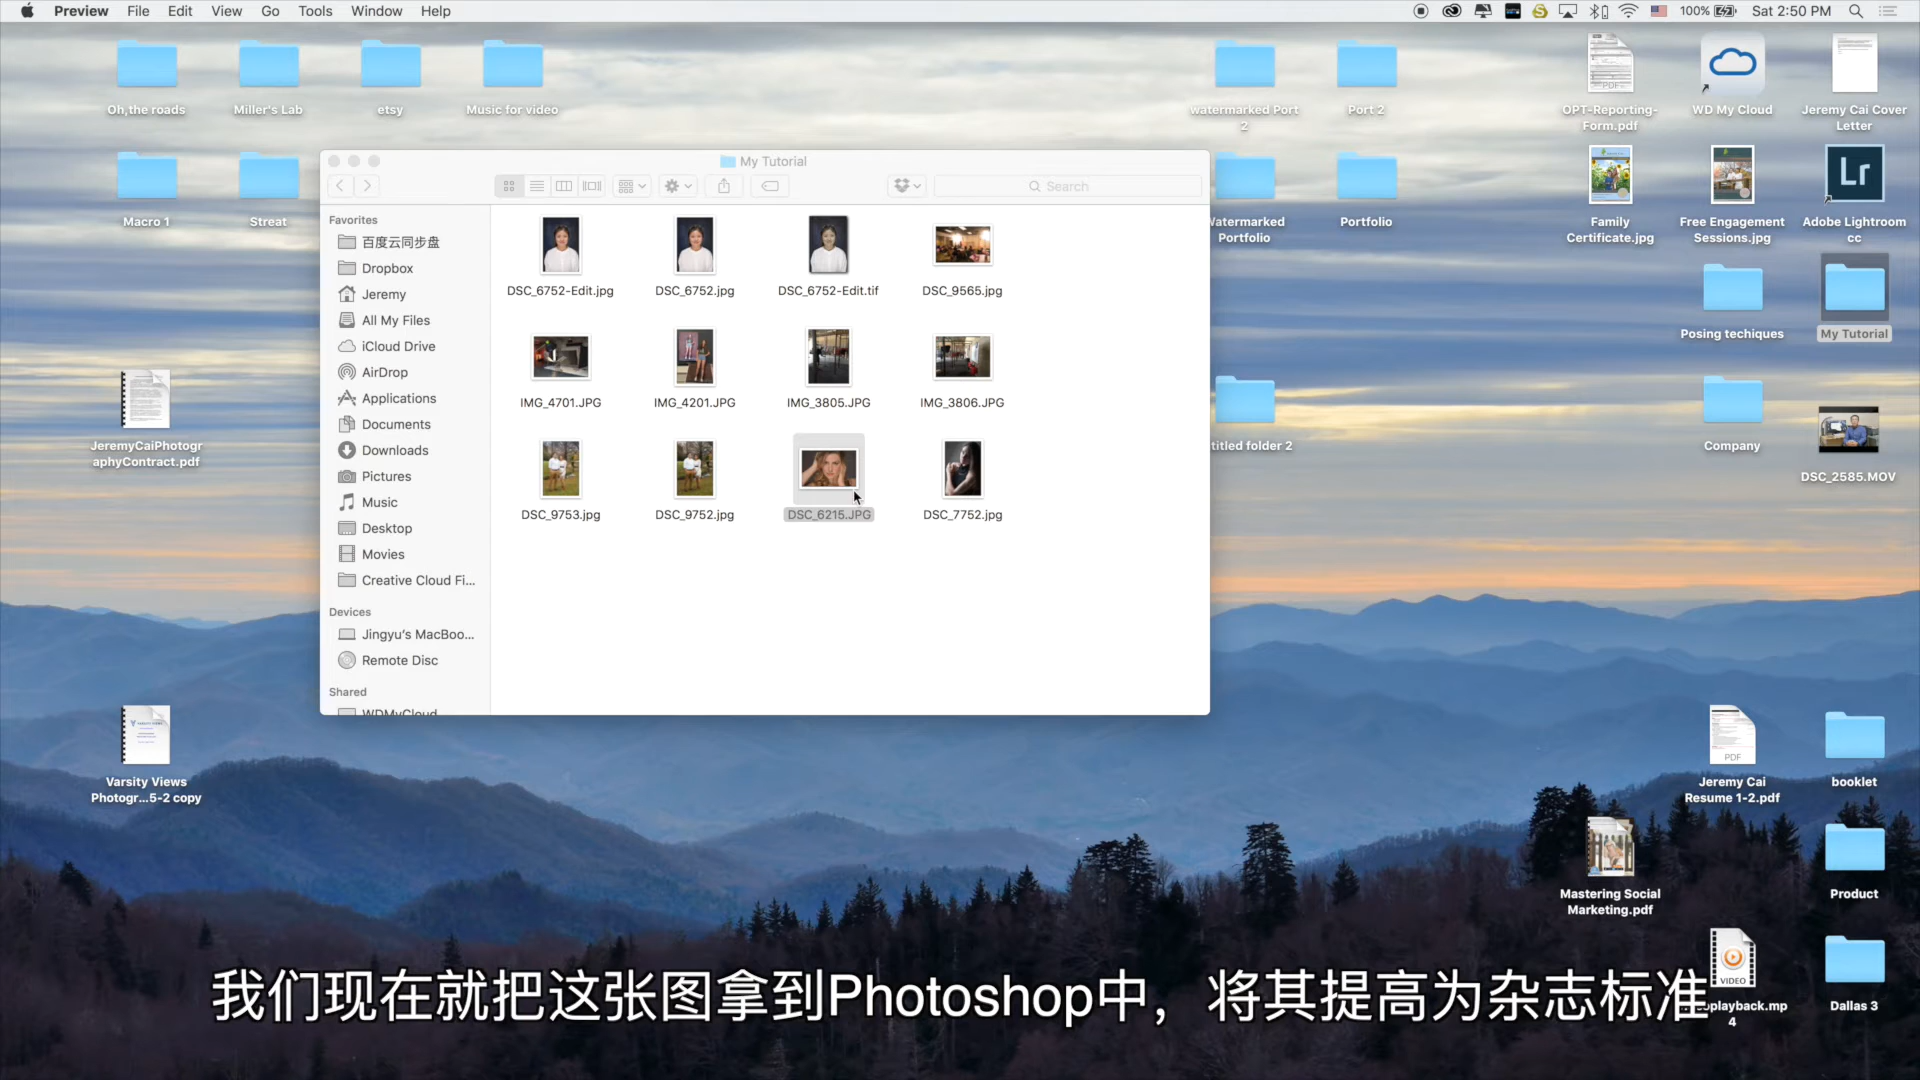 Preview File Edit View Go Tools Window Help
100% Sat 2:50 PM
Oh,the roads
Miller's Lab
etsy
Music for video
watermarked Port
2
Port 2
OPT-Reporting-
Form.pdf
WD My Cloud
Jeremy Cai Cover
Letter
Macro 1
Streat
My Tutorial
Search
Watermarked
Portfolio
Portfolio
Family
Certificate.jpg
Free Engagement
Sessions.jpg
Lr
Adobe Lightroom
cc
Favorites
百度云同步盘
Dropbox
Jeremy
All My Files
iCloud Drive
AirDrop
Applications
Documents
Downloads
Pictures
Music
Desktop
Movies
Creative Cloud Fi...
Devices
Jingyu's MacBoo...
Remote Disc
Shared
WDMyCloud
DSC_6752-Edit.jpg
DSC_6752.jpg
DSC_6752-Edit.tif
DSC_9565.jpg
IMG_4701.JPG
IMG_4201.JPG
IMG_3805.JPG
IMG_3806.JPG
DSC_9753.jpg
DSC_9752.jpg
DSC_6215.JPG
DSC_7752.jpg
Posing techiques
My Tutorial
JeremyCaiPhotogr
aphyContract.pdf
titled folder 2
Company
DSC_2585.MOV
Varsity Views
Photogr...5-2 copy
PDF
Jeremy Cai
Resume 1-2.pdf
booklet
Mastering Social
Marketing.pdf
Product
VIDEO
oplayback.mp
4
Dallas 3
我们现在就把这张图拿到Photoshop中，将其提高为杂志标准